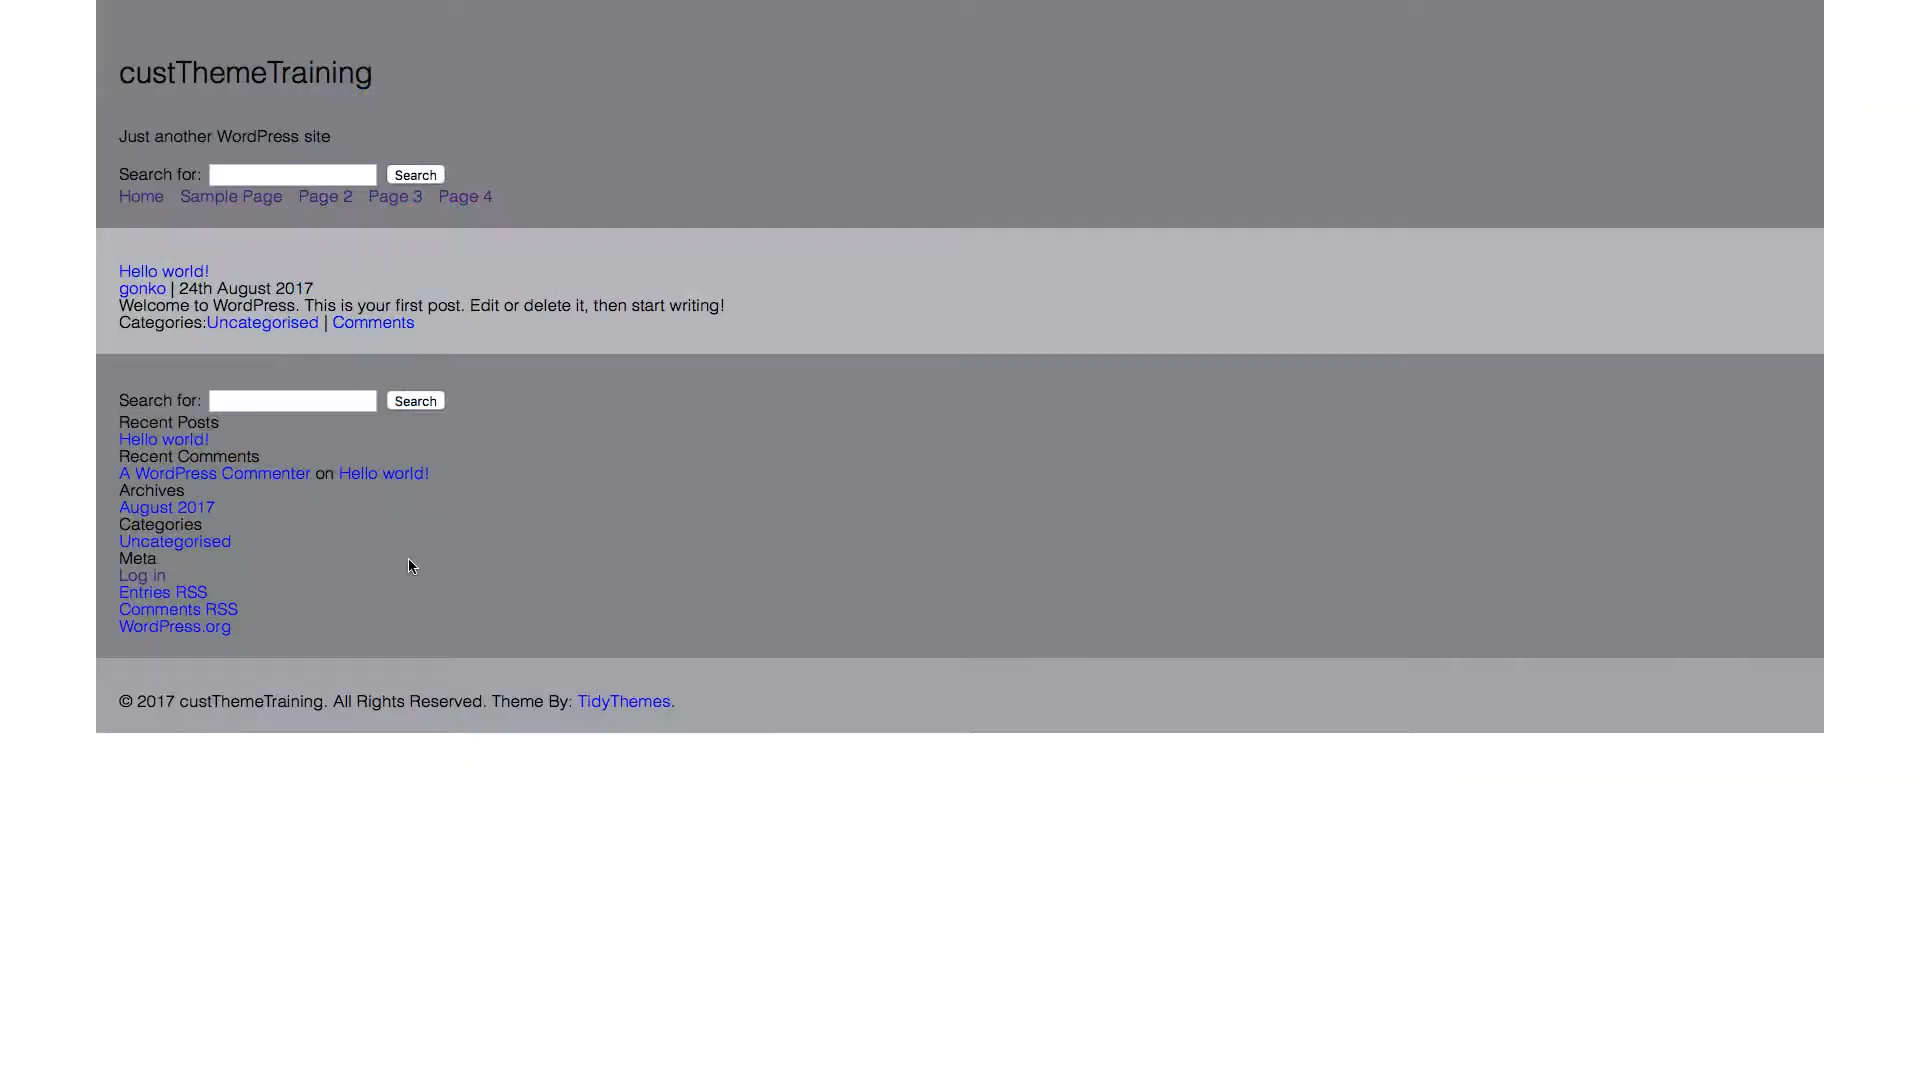 custThemeTraining
Just another WordPress site
Search for: Search
Home Sample Page Page 2 Page 3 Page 4
Hello world!
gonko | 24th August 2017
Welcome to WordPress. This is your first post. Edit or delete it, then start writing!
Categories:Uncategorised | Comments
Search for: Search
Recent Posts
Hello world!
Recent Comments
A WordPress Commenter on Hello world!
Archives
August 2017
Categories
Uncategorised
Meta
Log in
Entries RSS
Comments RSS
WordPress.org
© 2017 custThemeTraining. All Rights Reserved. Theme By: TidyThemes.